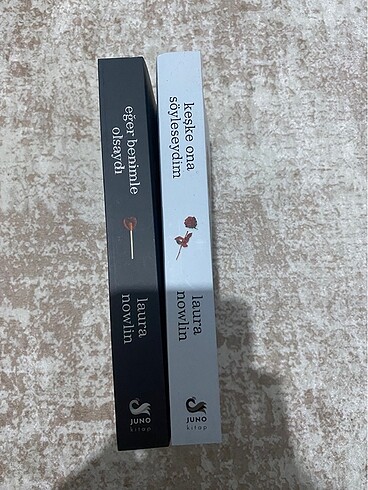 eğer benimle
olsaydı
laura
nowlin
JUNO
kitap
keşke ona
söyleseydim
laura
nowlin
JUNO
kitap